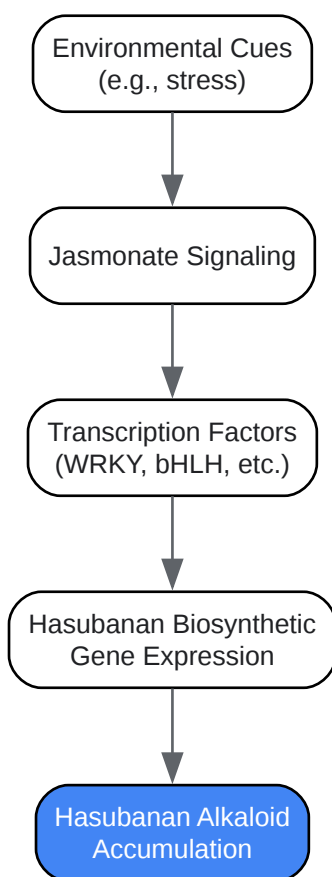 Environmental Cues
(e.g., stress)
Jasmonate Signaling
Transcription Factors
(WRKY, bHLH, etc.)
Hasubanan Biosynthetic
Gene Expression
Hasubanan Alkaloid
Accumulation